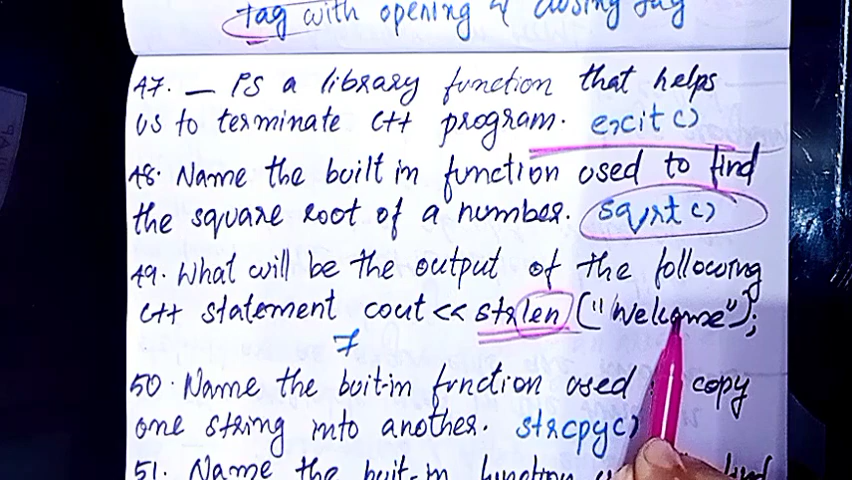 tag with opening & closing tag
47. — is a library function that helps
us to terminate C++ program. exit()
48. Name the built in function used to find
the square root of a number. sqrt()
49. What will be the output of the following
C++ statement cout << strlen ("Welcome");
7
50. Name the buit-in function used copy
one string into another. strcpy()
51. Name the buit-in function